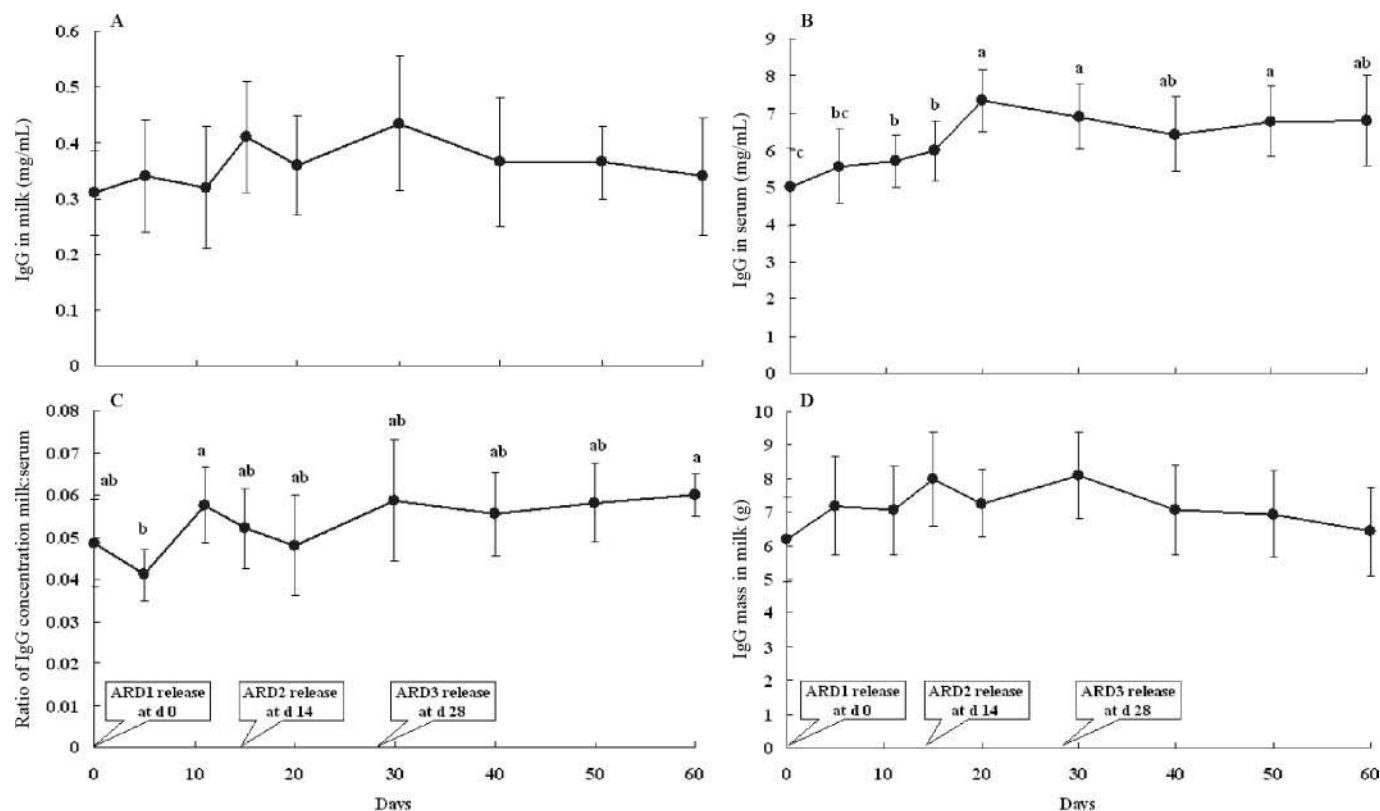 A
IgG in milk (mg/mL)
0.6
0.5
0.4
0.3
0.2
0.1
0
B
IgG in serum (mg/mL)
9
8
7
6
5
4
3
2
1
0
c
bc
b
b
a
a
ab
a
ab
C
Ratio of IgG concentration milk:serum
0.08
0.07
0.06
0.05
0.04
0.03
0.02
0.01
0
ab
b
a
ab
ab
ab
ab
ab
a
ARD1 release
at d 0
ARD2 release
at d 14
ARD3 release
at d 28
0 10 20 30 40 50 60
Days
D
IgG mass in milk (g)
10
9
8
7
6
5
4
3
2
1
0
ARD1 release
at d 0
ARD2 release
at d 14
ARD3 release
at d 28
0 10 20 30 40 50 60
Days